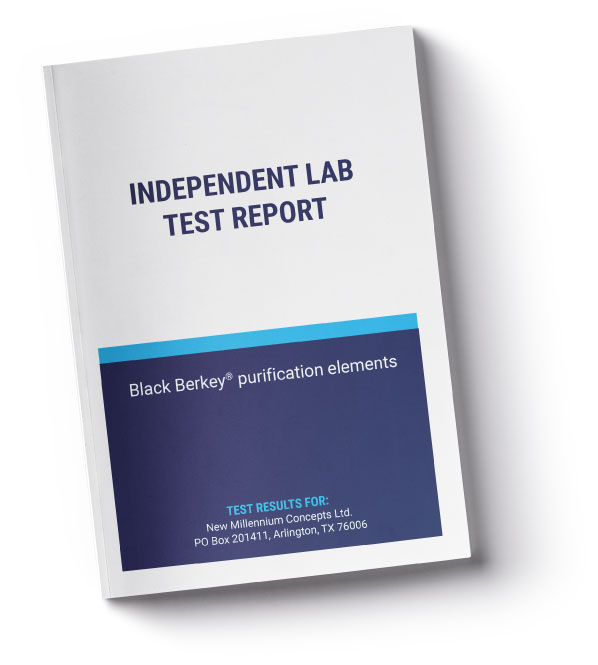 INDEPENDENT LAB
TEST REPORT
Black Berkey® purification elements
TEST RESULTS FOR:
New Millennium Concepts Ltd.
PO Box 201411, Arlington, TX 76006